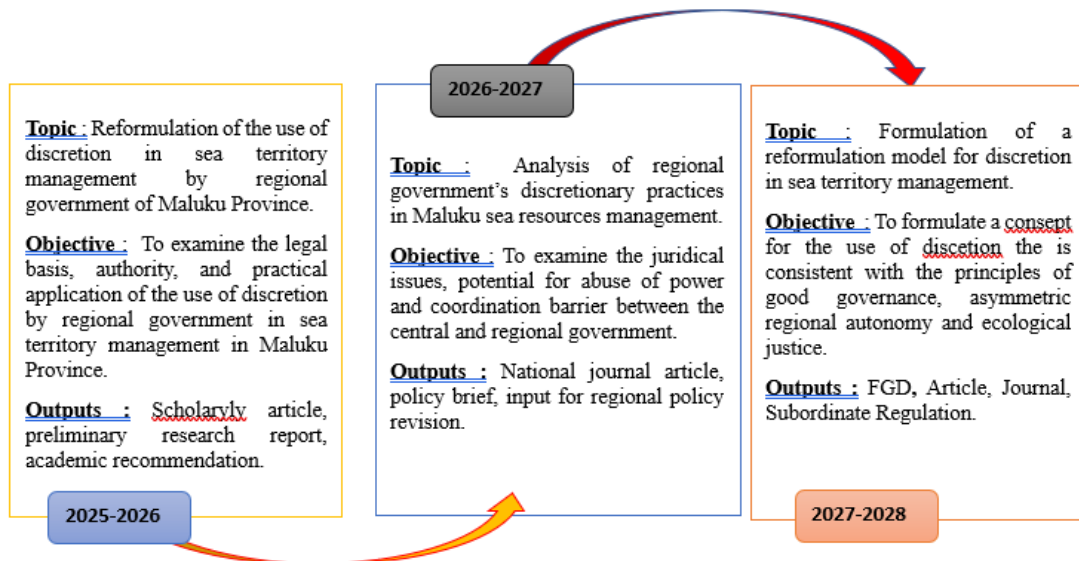 Topic : Reformulation of the use of
discretion in sea territory
management by regional
government of Maluku Province.
Objective : To examine the legal
basis, authority, and practical
application of the use of discretion
by regional government in sea
territory management in Maluku
Province.
Outputs : Scholaryly article,
preliminary research report,
academic recommendation.
2025-2026
2026-2027
Topic : Analysis of regional
government’s discretionary practices
in Maluku sea resources management.
Objective : To examine the juridical
issues, potential for abuse of power
and coordination barrier between the
central and regional government.
Outputs : National journal article,
policy brief, input for regional policy
revision.
Topic : Formulation of a
reformulation model for discretion
in sea territory management.
Objective : To formulate a consept
for the use of discetion the is
consistent with the principles of
good governance, asymmetric
regional autonomy and ecological
justice.
Outputs : FGD, Article, Journal,
Subordinate Regulation.
2027-2028